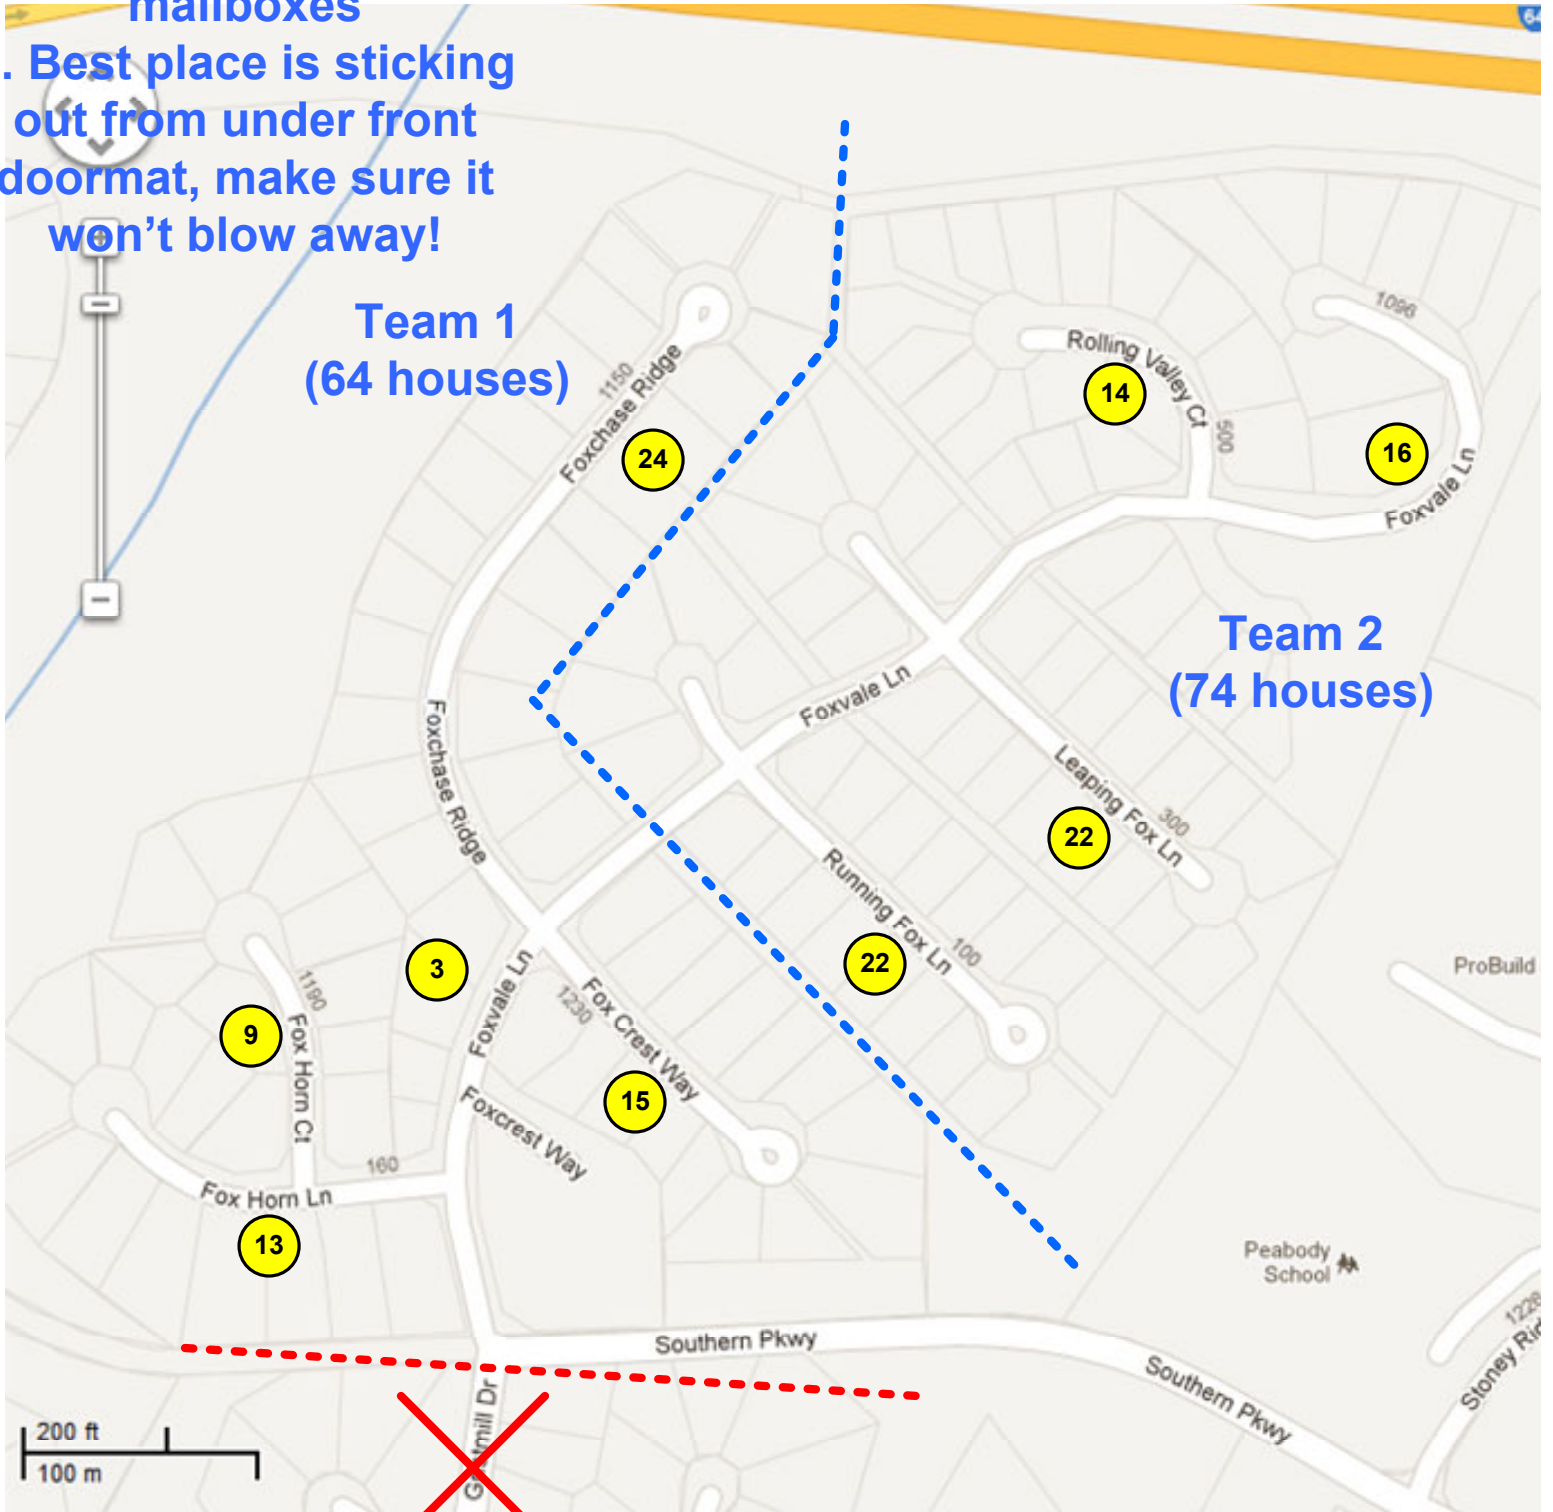 mailboxes
. Best place is sticking
out from under front
doormat, make sure it
won't blow away!
64
Team 1
(64 houses)
1150
Foxchase Ridge
24
Rolling Valley Ct
14
500
1096
16
Foxvale Ln
Team 2
(74 houses)
Foxvale Ln
Foxchase Ridge
Leaping Fox Ln
300
22
Running Fox Ln
100
22
ProBuild
3
Foxvale Ln
1230
Fox Crest Way
15
Foxcrest Way
1190
9
Fox Horn Ct
160
Fox Horn Ln
13
Peabody
School
1228
Stoney Rid
Southern Pkwy
Southern Pkwy
200 ft
100 m